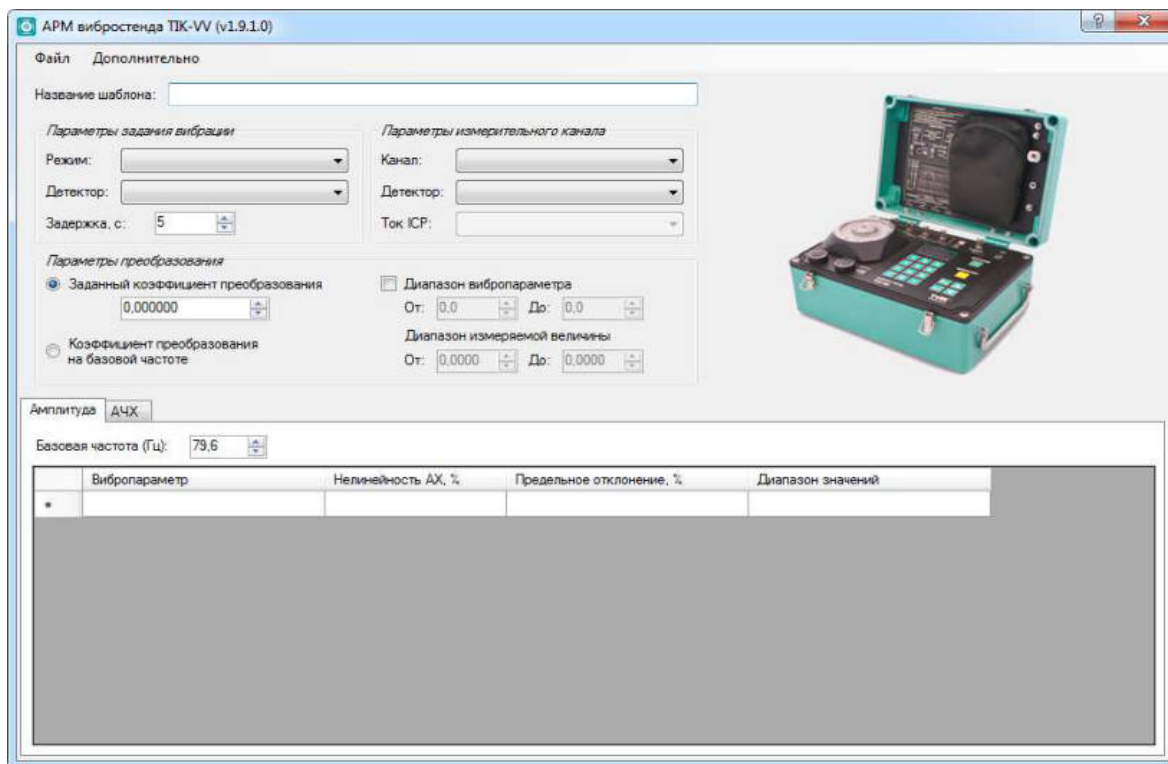 АРМ вибростенда TIK-VV (v1.9.1.0)
Файл Дополнительно
Название шаблона:
Параметры задания вибрации
Режим:
Детектор:
Задержка, с: 5
Параметры измерительного канала
Канал:
Детектор:
Ток ICP:
Параметры преобразования
Заданный коэффициент преобразования
0,000000
Коэффициент преобразования
на базовой частоте
Диапазон вибропараметра
От: 0,0 До: 0,0
Диапазон измеряемой величины
От: 0,0000 До: 0,0000
Амплитуда АЧХ
Базовая частота (Гц): 79,6
Вибропараметр Нелинейность АХ, % Предельное отклонение, % Диапазон значений
*